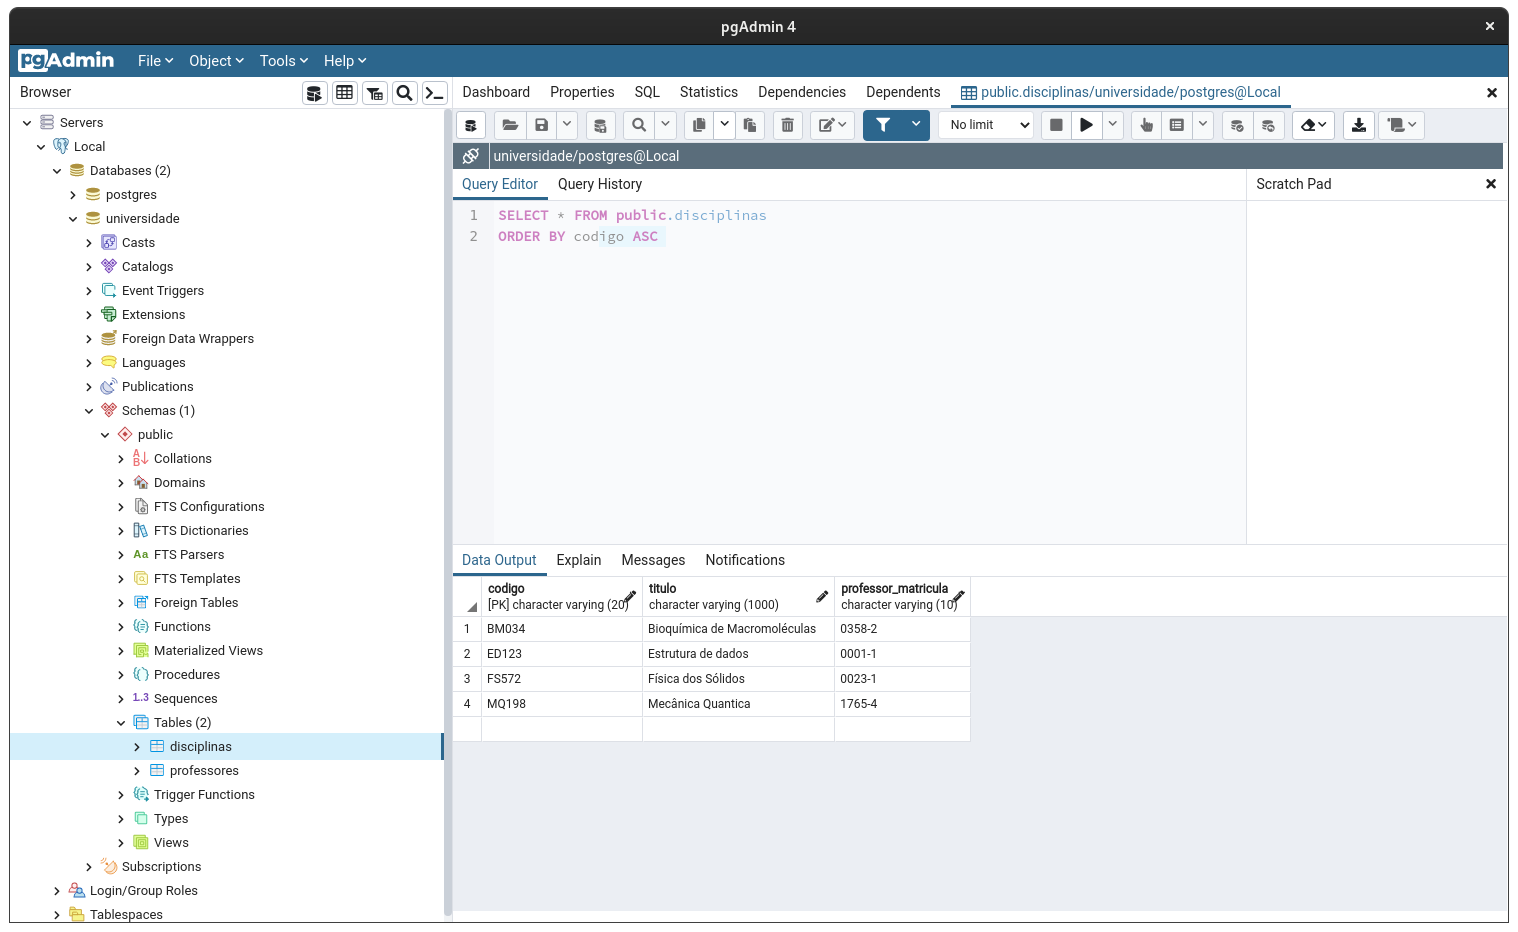 pgAdmin 4
pgAdmin File Object Tools Help
Browser
Dashboard Properties SQL Statistics Dependencies Dependents public.disciplinas/universidade/postgres@Local
No limit
universidade/postgres@Local
Servers
Local
Databases (2)
postgres
universidade
Casts
Catalogs
Event Triggers
Extensions
Foreign Data Wrappers
Languages
Publications
Schemas (1)
public
Collations
Domains
FTS Configurations
FTS Dictionaries
Aa FTS Parsers
FTS Templates
Foreign Tables
Functions
Materialized Views
Procedures
1.3 Sequences
Tables (2)
disciplinas
professores
Trigger Functions
Types
Views
Subscriptions
Login/Group Roles
Tablespaces
Query Editor Query History
Scratch Pad
1 SELECT * FROM public.disciplinas
2 ORDER BY codigo ASC
Data Output Explain Messages Notifications
codigo titulo professor_matricula
[PK] character varying (20) character varying (1000) character varying (10)
1 BM034 Bioquímica de Macromoléculas 0358-2
2 ED123 Estrutura de dados 0001-1
3 FS572 Física dos Sólidos 0023-1
4 MQ198 Mecânica Quantica 1765-4